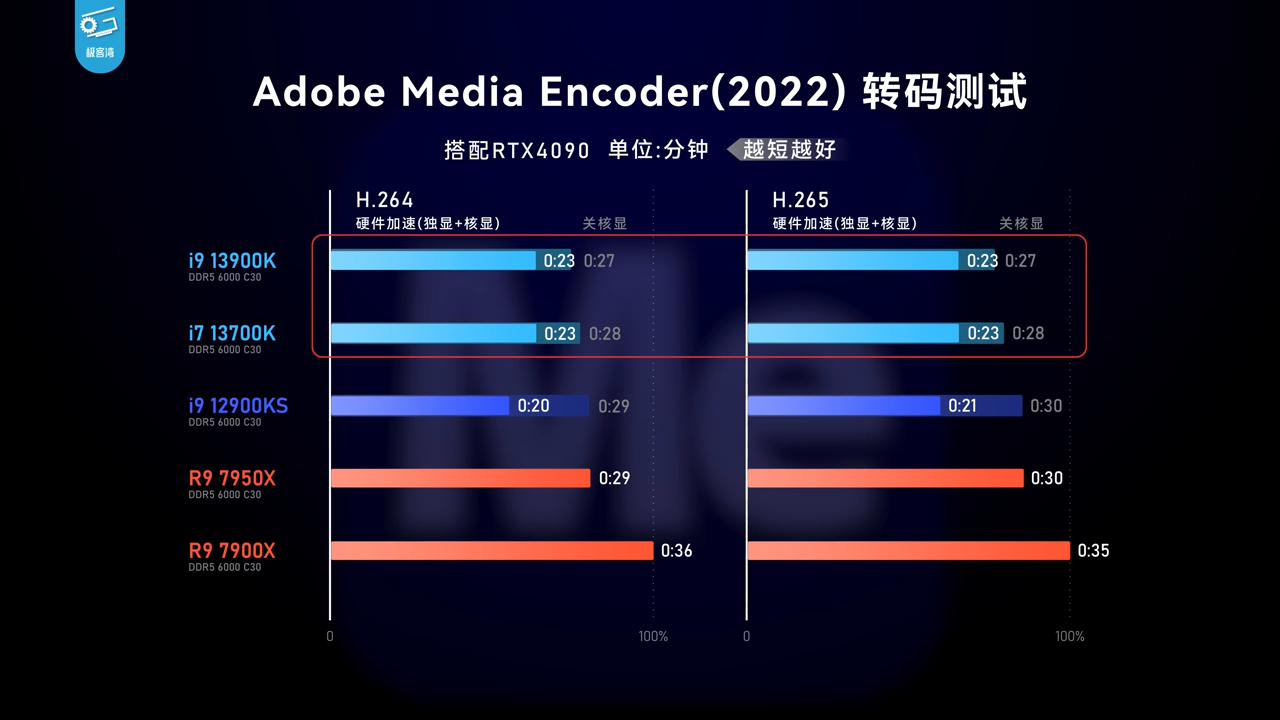 极客湾
Adobe Media Encoder(2022) 转码测试
搭配RTX4090 单位:分钟 越短越好
H.264
硬件加速(独显+核显) 关核显
H.265
硬件加速(独显+核显) 关核显
i9 13900K
DDR5 6000 C30
0:23 0:27
0:23 0:27
i7 13700K
DDR5 6000 C30
0:23 0:28
0:23 0:28
i9 12900KS
DDR5 6000 C30
0:20 0:29
0:21 0:30
R9 7950X
DDR5 6000 C30
0:29
0:30
R9 7900X
DDR5 6000 C30
0:36
0:35
0 100% 0 100%
Me